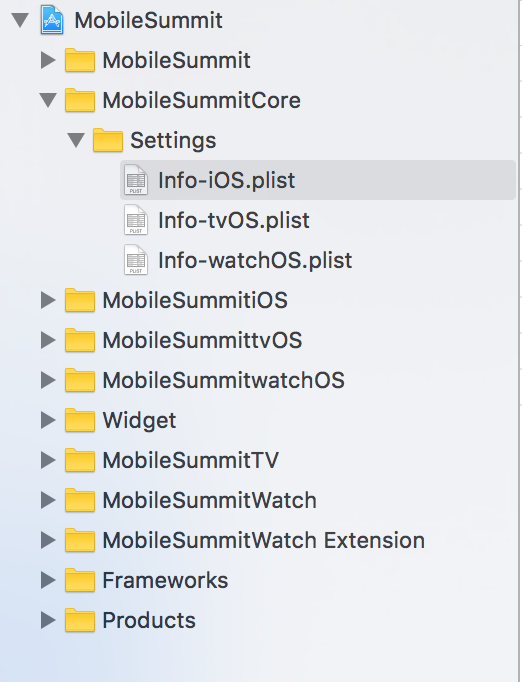 MobileSummit
MobileSummit
MobileSummitCore
Settings
Info-iOS.plist
Info-tvOS.plist
Info-watchOS.plist
MobileSummitiOS
MobileSummittvOS
MobileSummitwatchOS
Widget
MobileSummitTV
MobileSummitWatch
MobileSummitWatch Extension
Frameworks
Products